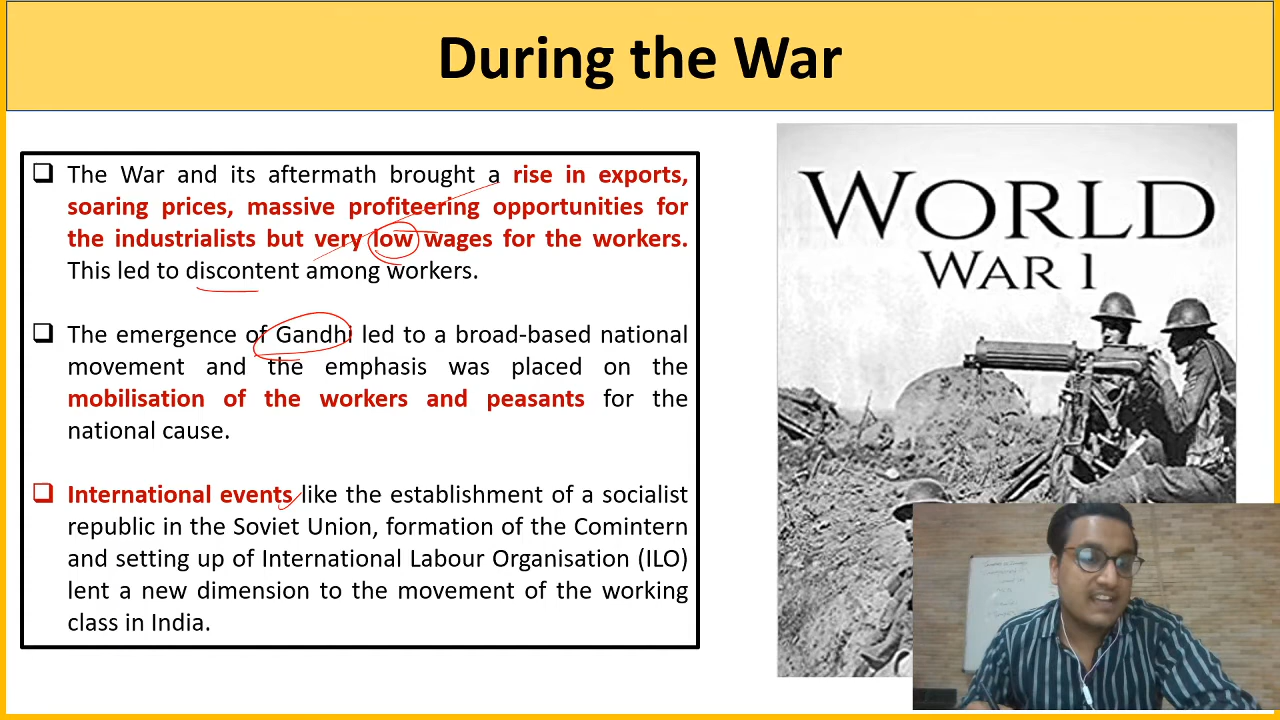 During the War
The War and its aftermath brought a rise in exports,
soaring prices, massive profiteering opportunities for
the industrialists but very low wages for the workers.
This led to discontent among workers.
The emergence of Gandhi led to a broad-based national
movement and the emphasis was placed on the
mobilisation of the workers and peasants for the
national cause.
International events like the establishment of a socialist
republic in the Soviet Union, formation of the Comintern
and setting up of International Labour Organisation (ILO)
lent a new dimension to the movement of the working
class in India.
WORLD
WAR 1